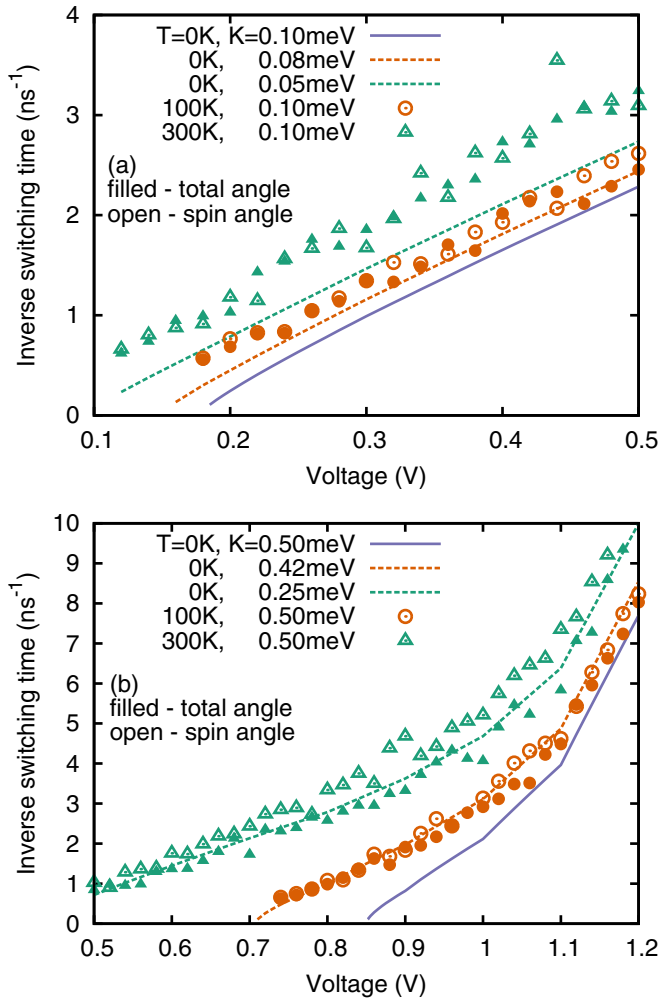 4
3
2
1
0
Inverse switching time (ns⁻¹)
T=0K, K=0.10meV
0K, 0.08meV
0K, 0.05meV
100K, 0.10meV
300K, 0.10meV
(a)
filled - total angle
open - spin angle
0.1 0.2 0.3 0.4 0.5
Voltage (V)
10
9
8
7
6
5
4
3
2
1
0
Inverse switching time (ns⁻¹)
T=0K, K=0.50meV
0K, 0.42meV
0K, 0.25meV
100K, 0.50meV
300K, 0.50meV
(b)
filled - total angle
open - spin angle
0.5 0.6 0.7 0.8 0.9 1 1.1 1.2
Voltage (V)